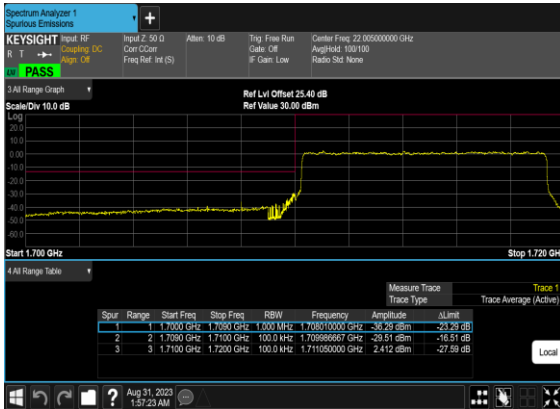 Spectrum Analyzer 1
Spurious Emissions
KEYSIGHT Input: RF Input Z: 50 Ω Atten: 10 dB Trig: Free Run Center Freq: 22.005000000 GHz
R T Coupling: DC Corr CCorr Gate: Off Avg|Hold: 100/100
Align: Off Freq Ref: Int (S) IF Gain: Low Radio Std: None
LXI PASS
3 All Range Graph
Ref Lvl Offset 25.40 dB
Scale/Div 10.0 dB Ref Value 30.00 dBm
Log
20.0
10.0
0.00
-10.0
-20.0
-30.0
-40.0
-50.0
-60.0
Start 1.700 GHz Stop 1.720 GHz
4 All Range Table
Measure Trace Trace 1
Trace Type Trace Average (Active)
Spur Range Start Freq Stop Freq RBW Frequency Amplitude ΔLimit
1 1 1.7000 GHz 1.7090 GHz 1.000 MHz 1.708010000 GHz -36.29 dBm -23.29 dB
2 2 1.7090 GHz 1.7100 GHz 100.0 kHz 1.709986667 GHz -29.51 dBm -16.51 dB
3 3 1.7100 GHz 1.7200 GHz 100.0 kHz 1.711050000 GHz 2.412 dBm -27.59 dB
Local
? Aug 31, 2023
1:57:23 AM